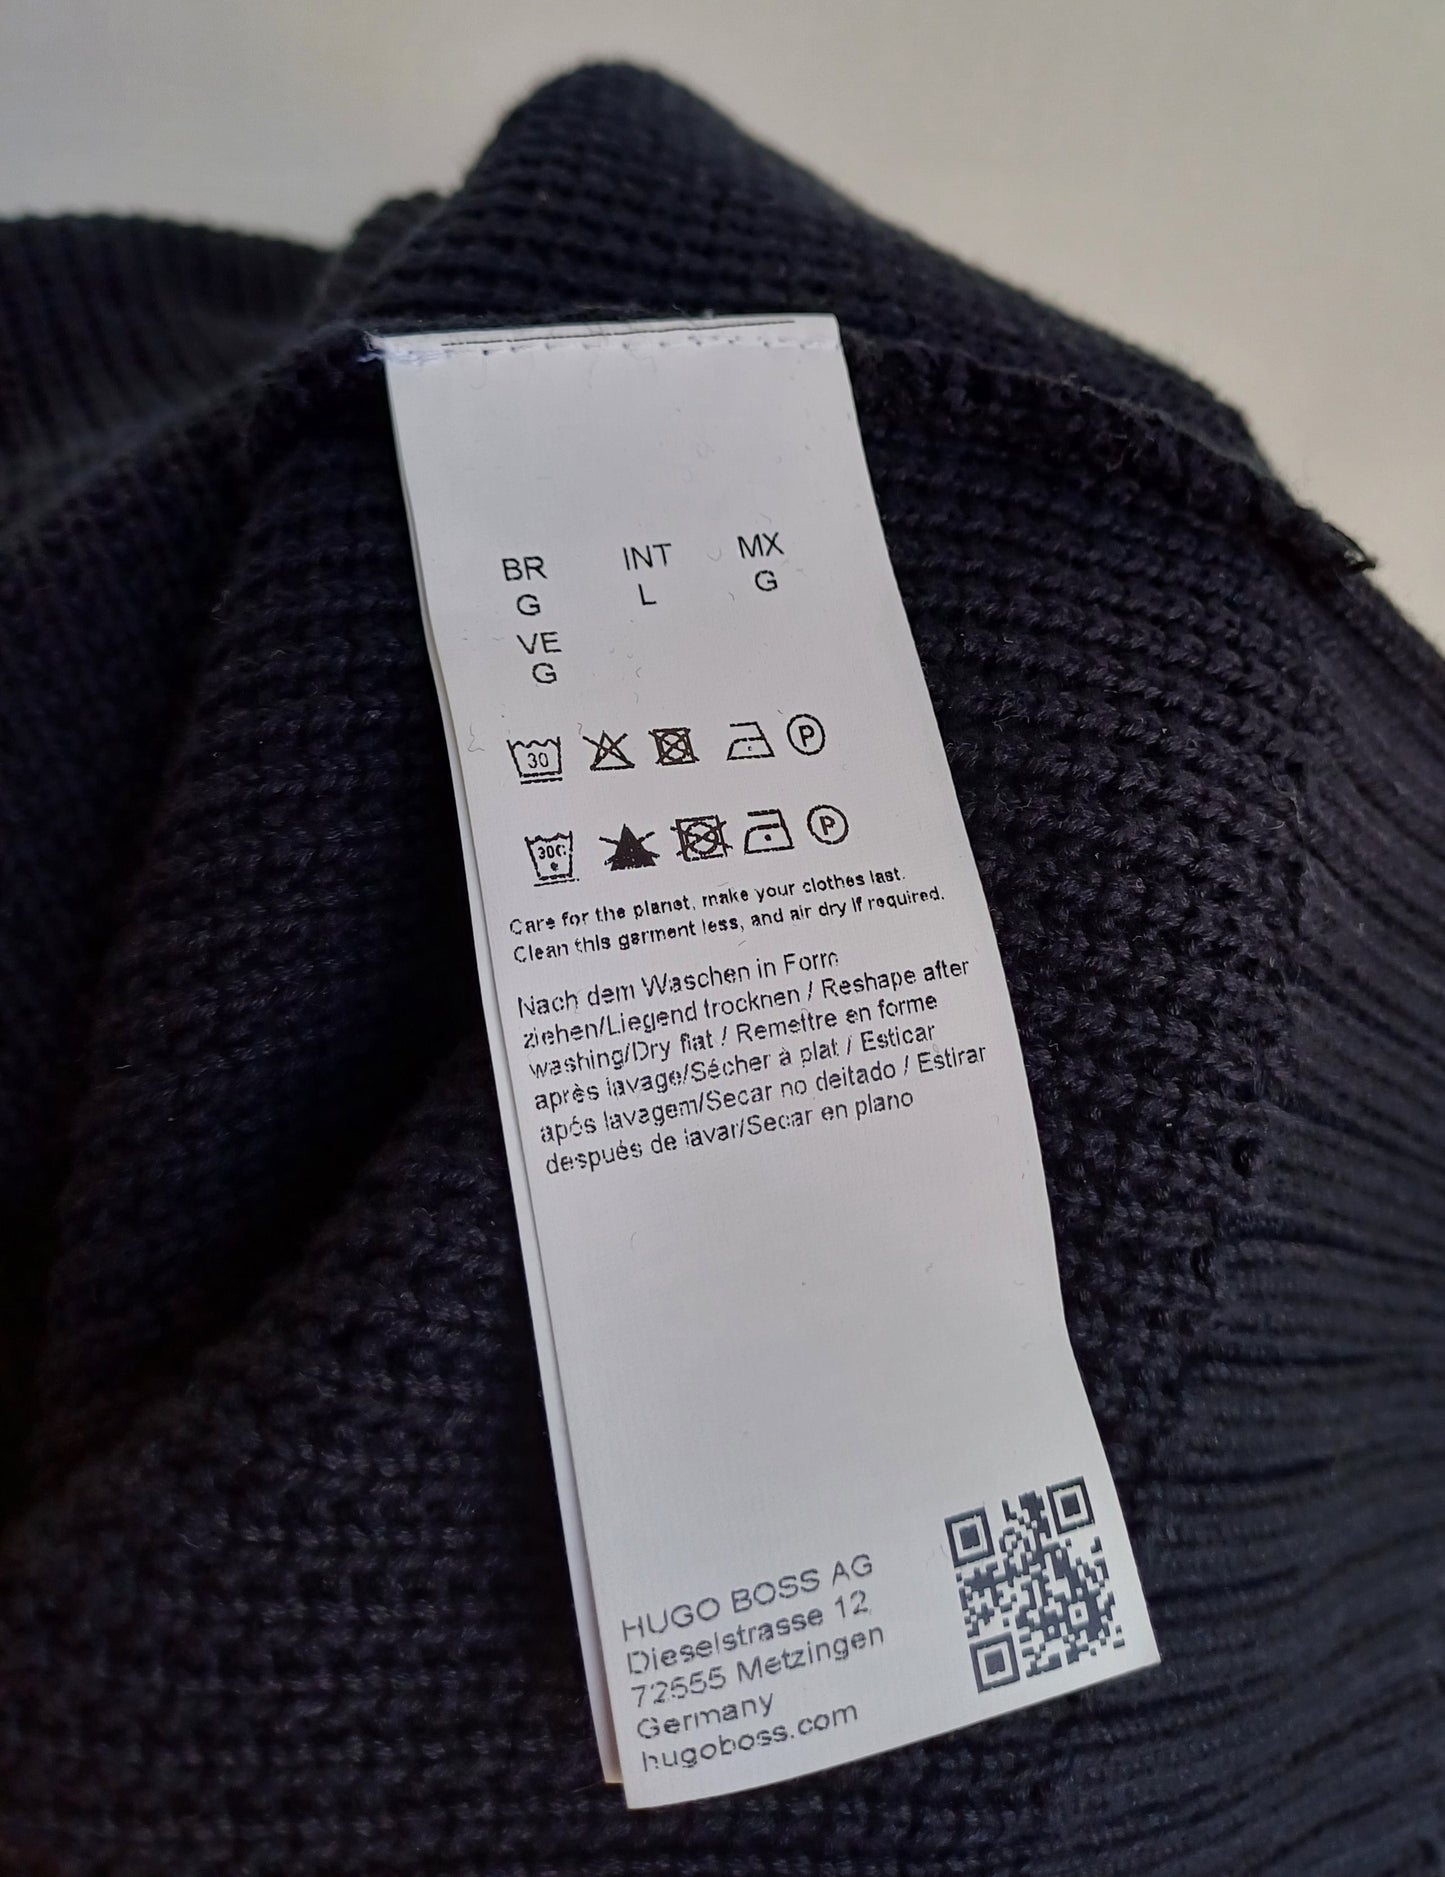 BR INT MX
G L G
VE
G
30 P
30C P
Care for the planet, make your clothes last.
Clean this garment less, and air dry if required.
Nach dem Waschen in Form
ziehen/Liegend trocknen / Reshape after
washing/Dry flat / Remettre en forme
après lavage/Sécher à plat / Esticar
após lavagem/Secar no deitado / Estirar
después de lavar/Secar en plano
HUGO BOSS AG
Dieselstrasse 12
72555 Metzingen
Germany
hugoboss.com